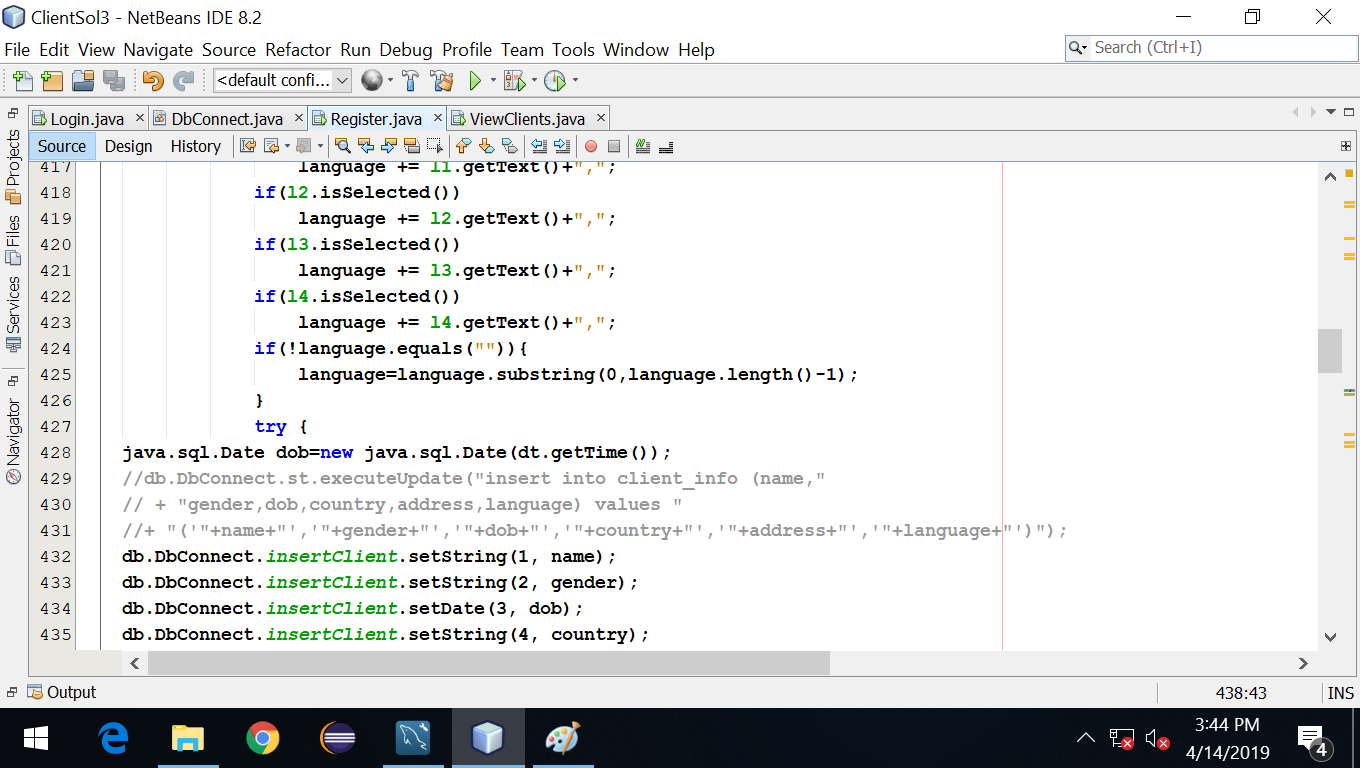 ClientSol3 - NetBeans IDE 8.2
File Edit View Navigate Source Refactor Run Debug Profile Team Tools Window Help
Search (Ctrl+I)
<default confi...
Login.java DbConnect.java Register.java ViewClients.java
Source Design History
Projects
Files
Services
Navigator
417 language += l1.getText()+",";
418 if(l2.isSelected())
419 language += l2.getText()+",";
420 if(l3.isSelected())
421 language += l3.getText()+",";
422 if(l4.isSelected())
423 language += l4.getText()+",";
424 if(!language.equals("")){
425 language=language.substring(0,language.length()-1);
426 }
427 try {
428 java.sql.Date dob=new java.sql.Date(dt.getTime());
429 //db.DbConnect.st.executeUpdate("insert into client_info (name,"
430 // + "gender,dob,country,address,language) values "
431 //+ "('"+name+"','"+gender+"','"+dob+"','"+country+"','"+address+"','"+language+"')");
432 db.DbConnect.insertClient.setString(1, name);
433 db.DbConnect.insertClient.setString(2, gender);
434 db.DbConnect.insertClient.setDate(3, dob);
435 db.DbConnect.insertClient.setString(4, country);
Output
438:43 INS
3:44 PM
4/14/2019
4